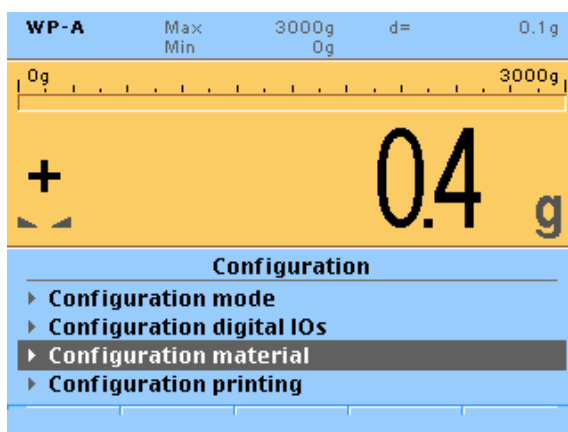 WP-A Max 3000g d= 0.1g
Min 0g
0g 3000g
+ 0.4 g
Configuration
Configuration mode
Configuration digital IOs
Configuration material
Configuration printing